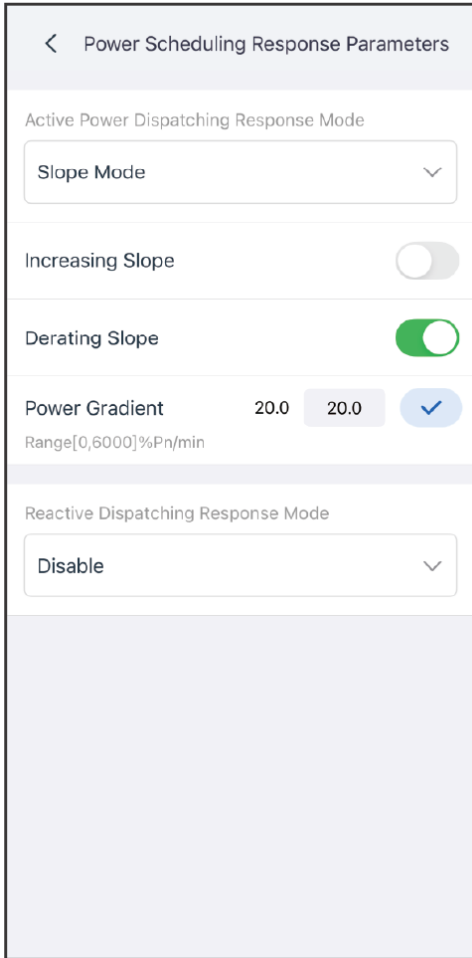 Power Scheduling Response Parameters
Active Power Dispatching Response Mode
Slope Mode
Increasing Slope
Derating Slope
Power Gradient 20.0 20.0
Range[0,6000]%Pn/min
Reactive Dispatching Response Mode
Disable